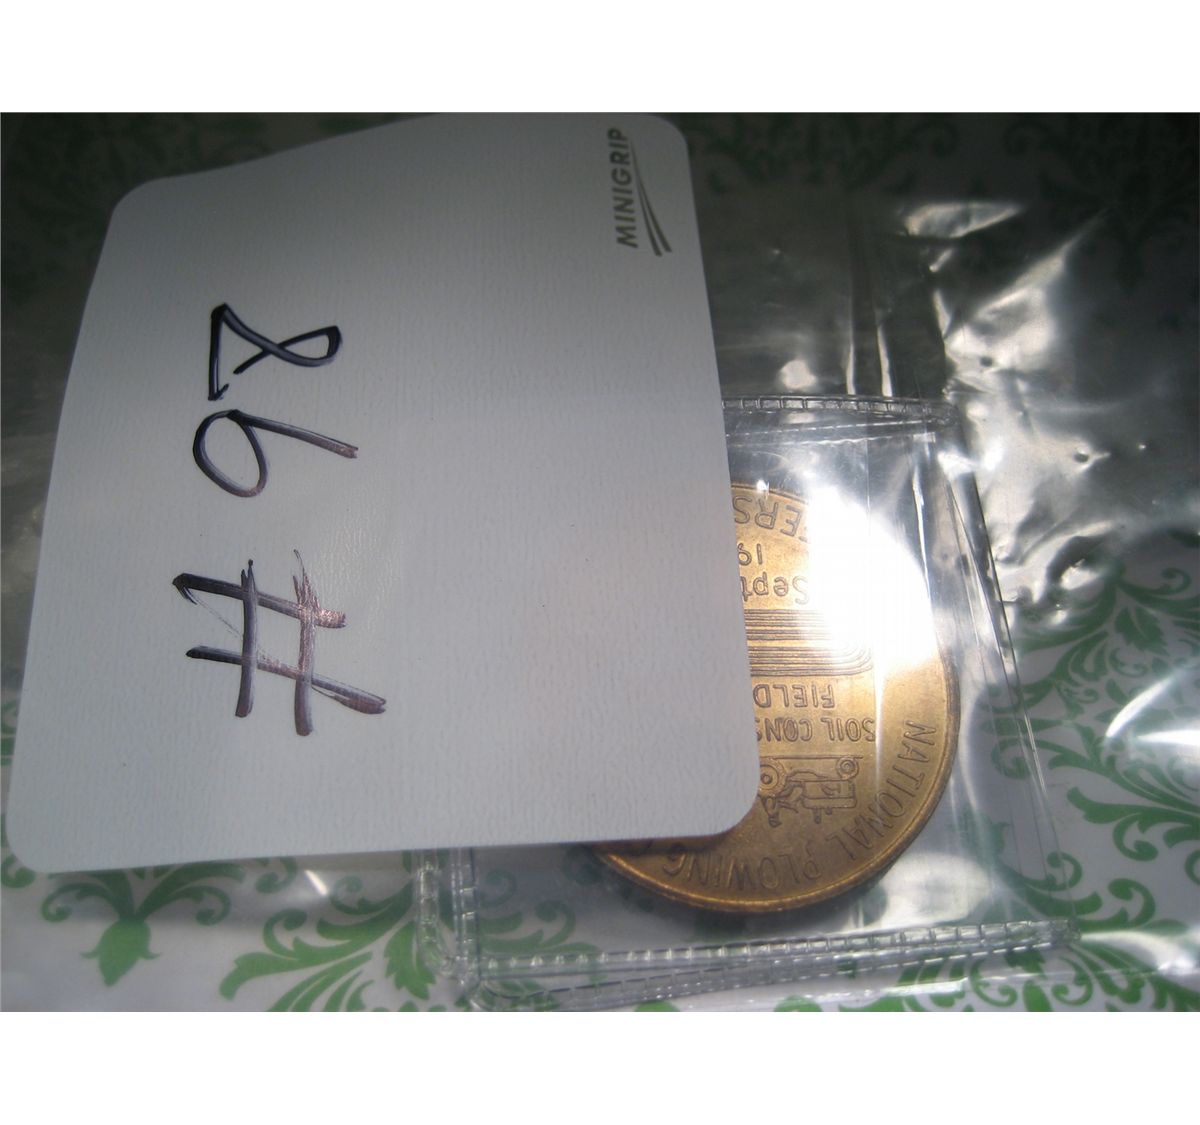 MINIGRIP
#98
NATIONAL PLOWING
SOIL CONS
FIELD
Sept
19
ERS